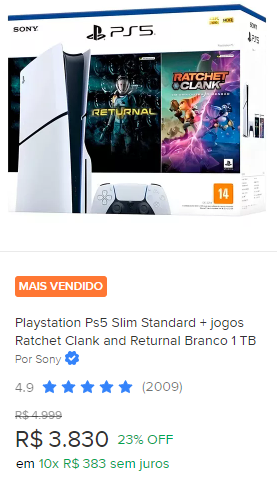 SONY
PS5
RETURNAL
RATCHET
CLANK
14
MAIS VENDIDO
Playstation Ps5 Slim Standard + jogos
Ratchet Clank and Returnal Branco 1 TB
Por Sony
4.9 (2009)
R$ 4.999
R$ 3.830 23% OFF
em 10x R$ 383 sem juros